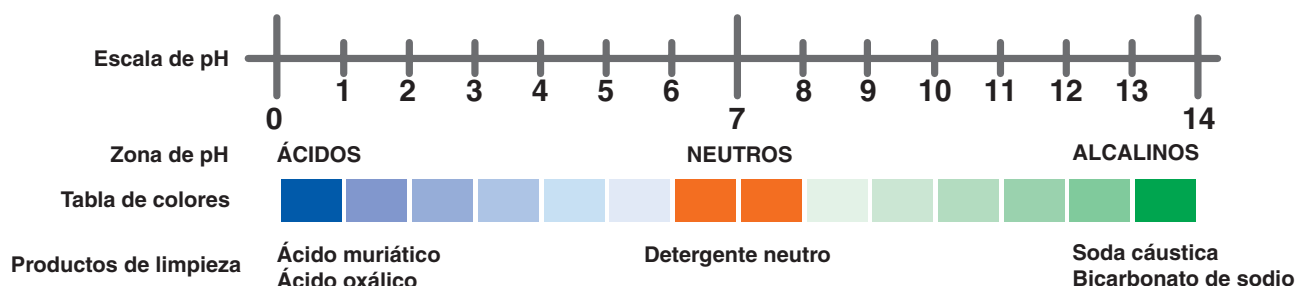 Escala de pH
1 2 3 4 5 6 8 9 10 11 12 13
0 7 14
Zona de pH ÁCIDOS NEUTROS ALCALINOS
Tabla de colores
Productos de limpieza Ácido muriático Detergente neutro Soda cáustica
Ácido oxálico Bicarbonato de sodio